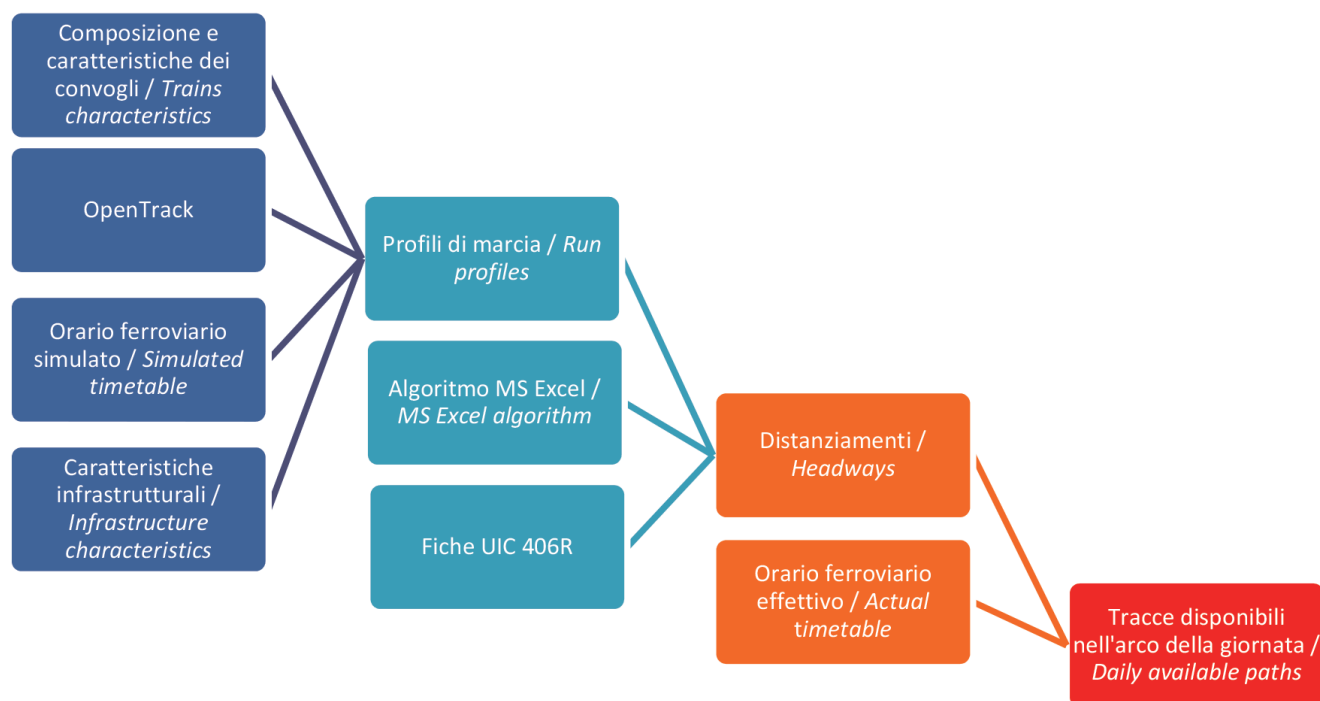 Composizione e
caratteristiche dei
convogli / Trains
characteristics
OpenTrack
Orario ferroviario
simulato / Simulated
timetable
Caratteristiche
infrastrutturali /
Infrastructure
characteristics
Profili di marcia / Run
profiles
Algoritmo MS Excel /
MS Excel algorithm
Fiche UIC 406R
Distanziamenti /
Headways
Orario ferroviario
effettivo / Actual
timetable
Tracce disponibili
nell'arco della giornata /
Daily available paths